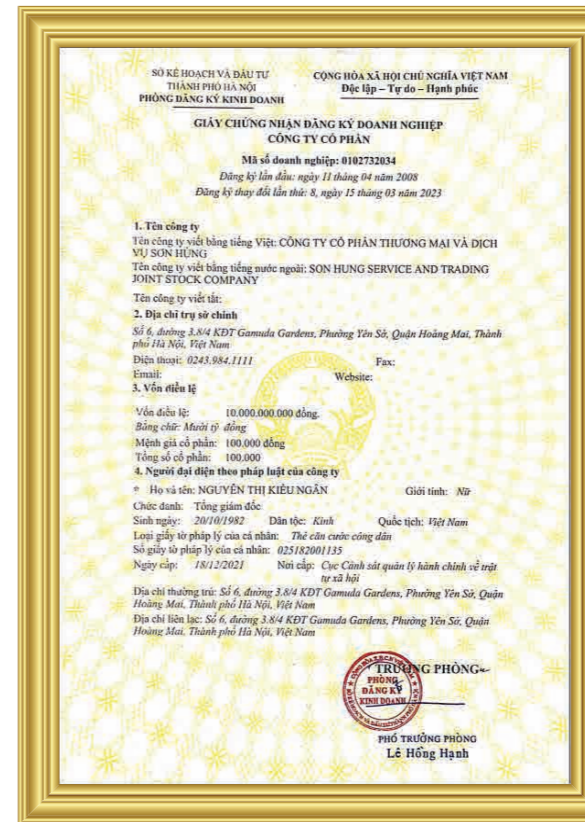 SỞ KẾ HOẠCH VÀ ĐẦU TƯ
THÀNH PHỐ HÀ NỘI
PHÒNG ĐĂNG KÝ KINH DOANH
CỘNG HÒA XÃ HỘI CHỦ NGHĨA VIỆT NAM
Độc lập – Tự do – Hạnh phúc
GIẤY CHỨNG NHẬN ĐĂNG KÝ DOANH NGHIỆP
CÔNG TY CỔ PHẦN
Mã số doanh nghiệp: 0102732034
Đăng ký lần đầu: ngày 11 tháng 04 năm 2008
Đăng ký thay đổi lần thứ: 8, ngày 15 tháng 03 năm 2023
1. Tên công ty
Tên công ty viết bằng tiếng Việt: CÔNG TY CỔ PHẦN THƯƠNG MẠI VÀ DỊCH
VỤ SƠN HÙNG
Tên công ty viết bằng tiếng nước ngoài: SON HUNG SERVICE AND TRADING
JOINT STOCK COMPANY
Tên công ty viết tắt:
2. Địa chỉ trụ sở chính
Số 6, đường 3.8/4 KĐT Gamuda Gardens, Phường Yên Sở, Quận Hoàng Mai, Thành
phố Hà Nội, Việt Nam
Điện thoại: 0243.984.1111 Fax:
Email: Website:
3. Vốn điều lệ
Vốn điều lệ: 10.000.000.000 đồng.
Bằng chữ: Mười tỷ đồng
Mệnh giá cổ phần: 100.000 đồng
Tổng số cổ phần: 100.000
4. Người đại diện theo pháp luật của công ty
* Họ và tên: NGUYỄN THỊ KIỀU NGÂN Giới tính: Nữ
Chức danh: Tổng giám đốc
Sinh ngày: 20/10/1982 Dân tộc: Kinh Quốc tịch: Việt Nam
Loại giấy tờ pháp lý của cá nhân: Thẻ căn cước công dân
Số giấy tờ pháp lý của cá nhân: 025182001135
Ngày cấp: 18/12/2021 Nơi cấp: Cục Cảnh sát quản lý hành chính về trật
tự xã hội
Địa chỉ thường trú: Số 6, đường 3.8/4 KĐT Gamuda Gardens, Phường Yên Sở, Quận
Hoàng Mai, Thành phố Hà Nội, Việt Nam
Địa chỉ liên lạc: Số 6, đường 3.8/4 KĐT Gamuda Gardens, Phường Yên Sở, Quận
Hoàng Mai, Thành phố Hà Nội, Việt Nam
TRƯỞNG PHÒNG
PHÒNG
ĐĂNG KÝ
KINH DOANH
PHÓ TRƯỞNG PHÒNG
Lê Hồng Hạnh